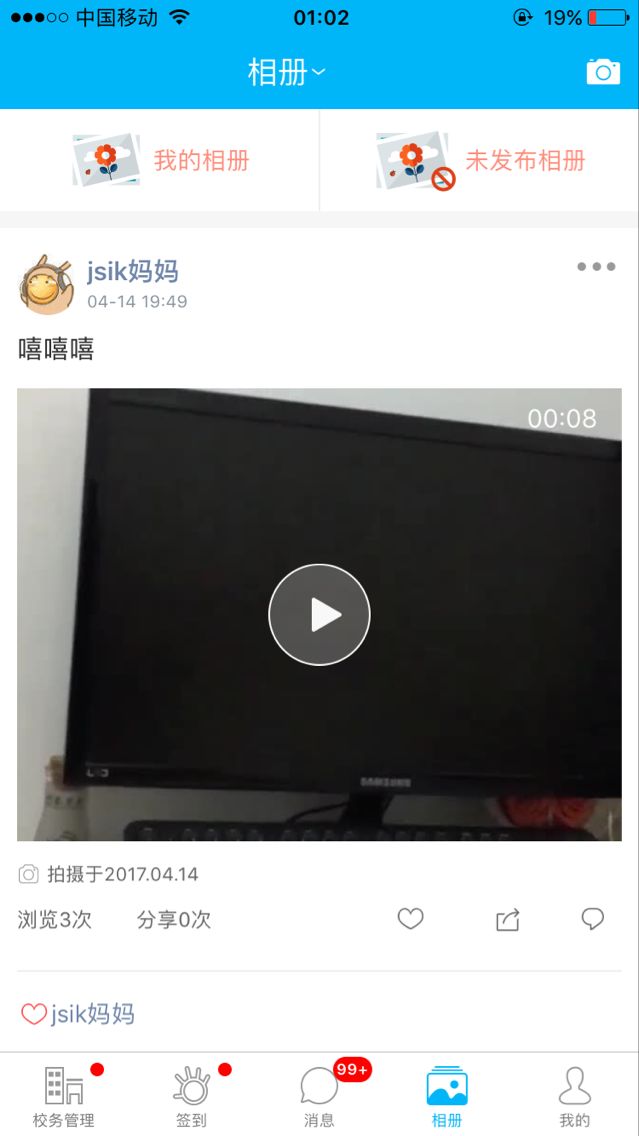 中国移动 01:02 19%
相册
我的相册 未发布相册
jsik妈妈
04-14 19:49
嘻嘻嘻
00:08
SAMSUNG
拍摄于2017.04.14
浏览3次 分享0次
jsik妈妈
99+
校务管理 签到 消息 相册 我的